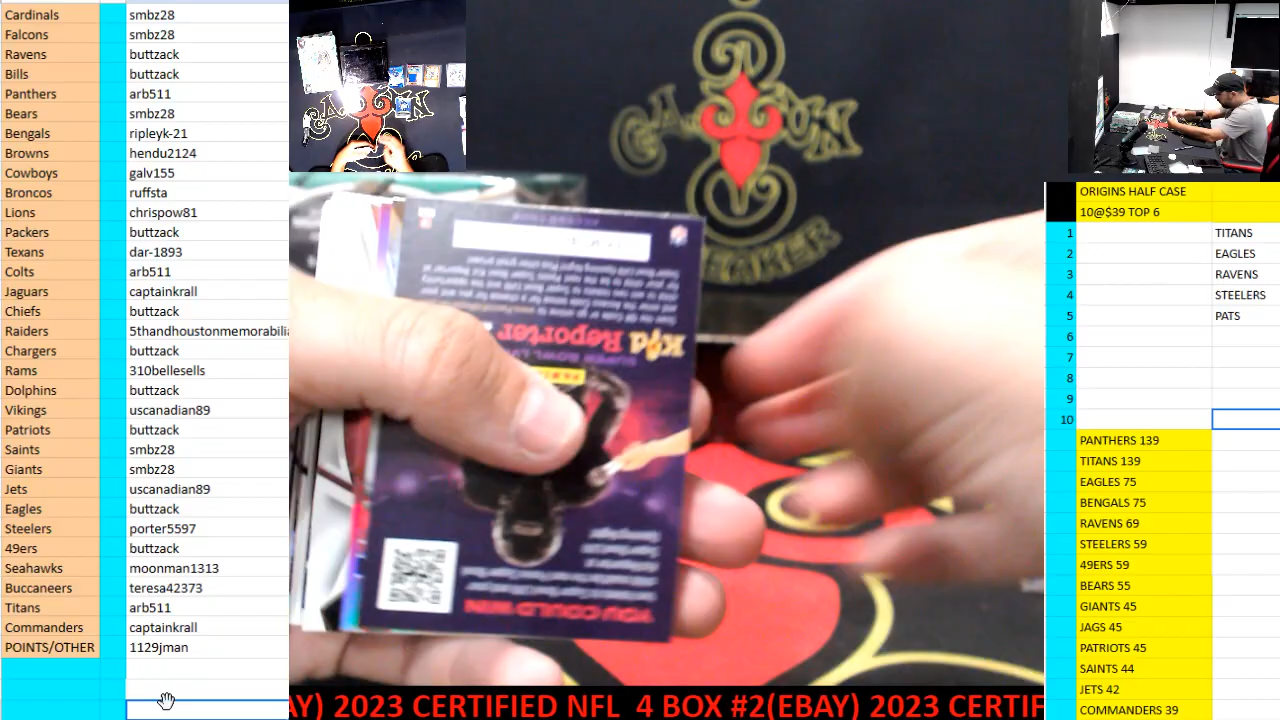 Cardinals smbz28
Falcons smbz28
Ravens buttzack
Bills buttzack
Panthers arb511
Bears smbz28
Bengals ripleyk-21
Browns hendu2124
Cowboys galv155
Broncos ruffsta
Lions chrispow81
Packers buttzack
Texans dar-1893
Colts arb511
Jaguars captainkrall
Chiefs buttzack
Raiders 5thandhoustonmemorabili
Chargers buttzack
Rams 310bellesells
Dolphins buttzack
Vikings uscanadian89
Patriots buttzack
Saints smbz28
Giants smbz28
Jets uscanadian89
Eagles buttzack
Steelers porter5597
49ers buttzack
Seahawks moonman1313
Buccaneers teresa42373
Titans arb511
Commanders captainkrall
POINTS/OTHER 1129jman
Kid Reporter
PANINI
YOU COULD WIN
ORIGINS HALF CASE
10@$39 TOP 6
1 TITANS
2 EAGLES
3 RAVENS
4 STEELERS
5 PATS
6
7
8
9
10
PANTHERS 139
TITANS 139
EAGLES 75
BENGALS 75
RAVENS 69
STEELERS 59
49ERS 59
BEARS 55
GIANTS 45
JAGS 45
PATRIOTS 45
SAINTS 44
JETS 42
COMMANDERS 39
AY) 2023 CERTIFIED NFL 4 BOX #2(EBAY) 2023 CERTIF